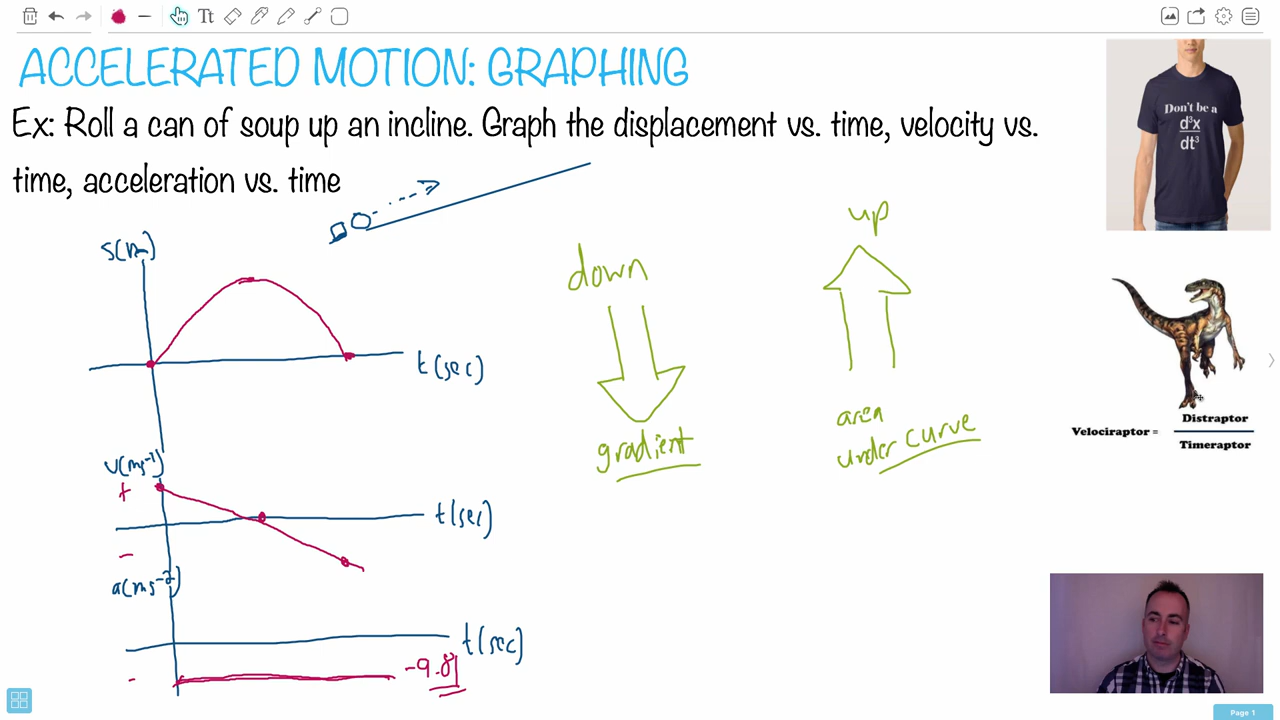 Tt
ACCELERATED MOTION: GRAPHING
Ex: Roll a can of soup up an incline. Graph the displacement vs. time, velocity vs.
time, acceleration vs. time
Don't be a
d³x
dt³
s(m)
t(sec)
down
gradient
up
area
under curve
Velociraptor =
Distraptor
Timeraptor
v(ms⁻¹)
+
t(sec)
-
a(ms⁻²)
t(sec)
-
-9.81
Page 1